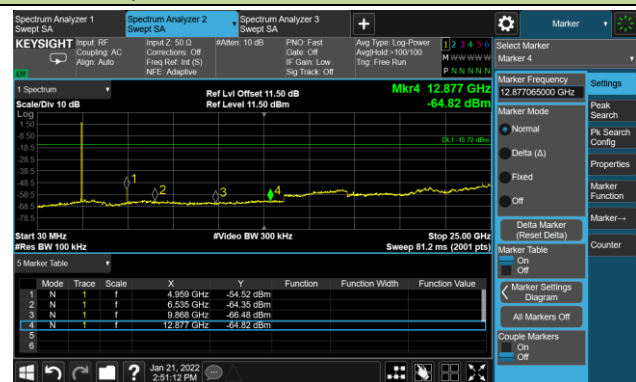 Spectrum Analyzer 1
Swept SA
Spectrum Analyzer 2
Swept SA
Spectrum Analyzer 3
Swept SA
+
Marker
KEYSIGHT
Input: RF
Coupling: AC
Align: Auto
Input Z: 50 Ω
Corrections: Off
Freq Ref: Int (S)
NFE: Adaptive
#Atten: 10 dB
PNO: Fast
Gate: Off
IF Gain: Low
Sig Track: Off
Avg Type: Log-Power
Avg|Hold:>100/100
Trig: Free Run
1 2 3 4 5 6
M W W W W W
P N N N N N
LXI
Select Marker
Marker 4
1 Spectrum
Scale/Div 10 dB
Ref Lvl Offset 11.50 dB
Ref Level 11.50 dBm
Mkr4 12.877 GHz
-64.82 dBm
Log
1.50
-8.50
-18.5
-28.5
-38.5
-48.5
-58.5
-68.5
-78.5
DL1 -15.72 dBm
1
2
3
4
Start 30 MHz
#Res BW 100 kHz
#Video BW 300 kHz
Stop 25.00 GHz
Sweep 81.2 ms (2001 pts)
5 Marker Table
Mode Trace Scale X Y Function Function Width Function Value
1 N 1 f 4.959 GHz -54.52 dBm
2 N 1 f 6.535 GHz -64.35 dBm
3 N 1 f 9.868 GHz -66.48 dBm
4 N 1 f 12.877 GHz -64.82 dBm
5
6
Marker Frequency
12.877065000 GHz
Marker Mode
Normal
Delta (Δ)
Fixed
Off
Delta Marker
(Reset Delta)
Marker Table
On
Off
Marker Settings
Diagram
All Markers Off
Couple Markers
On
Off
Settings
Peak
Search
Pk Search
Config
Properties
Marker
Function
Marker→
Counter
?
Jan 21, 2022
2:51:12 PM